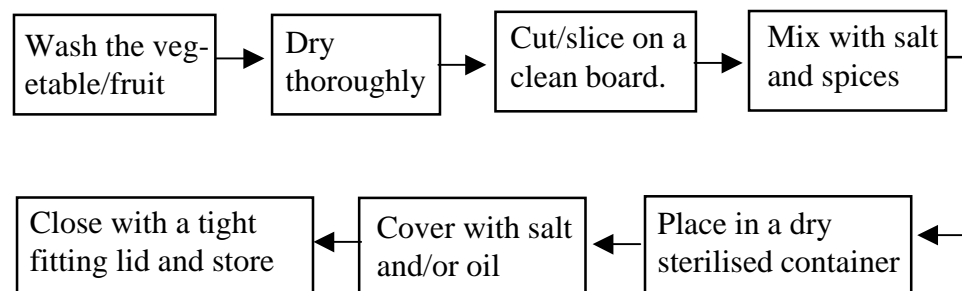 Wash the veg-
etable/fruit
Dry
thoroughly
Cut/slice on a
clean board.
Mix with salt
and spices
Place in a dry
sterilised container
Cover with salt
and/or oil
Close with a tight
fitting lid and store